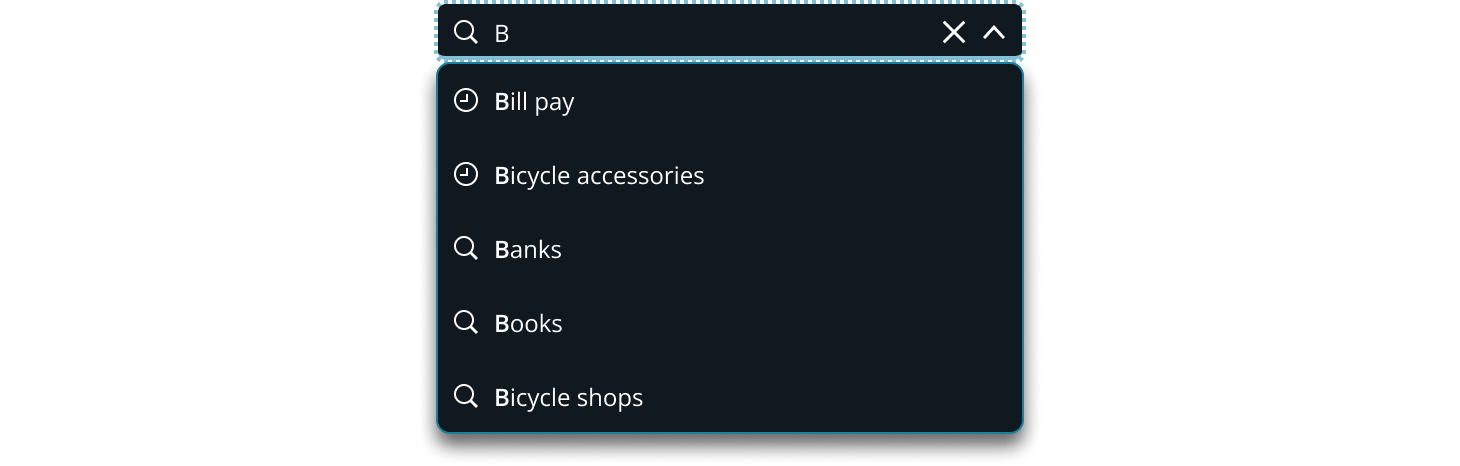 B
Bill pay
Bicycle accessories
Banks
Books
Bicycle shops